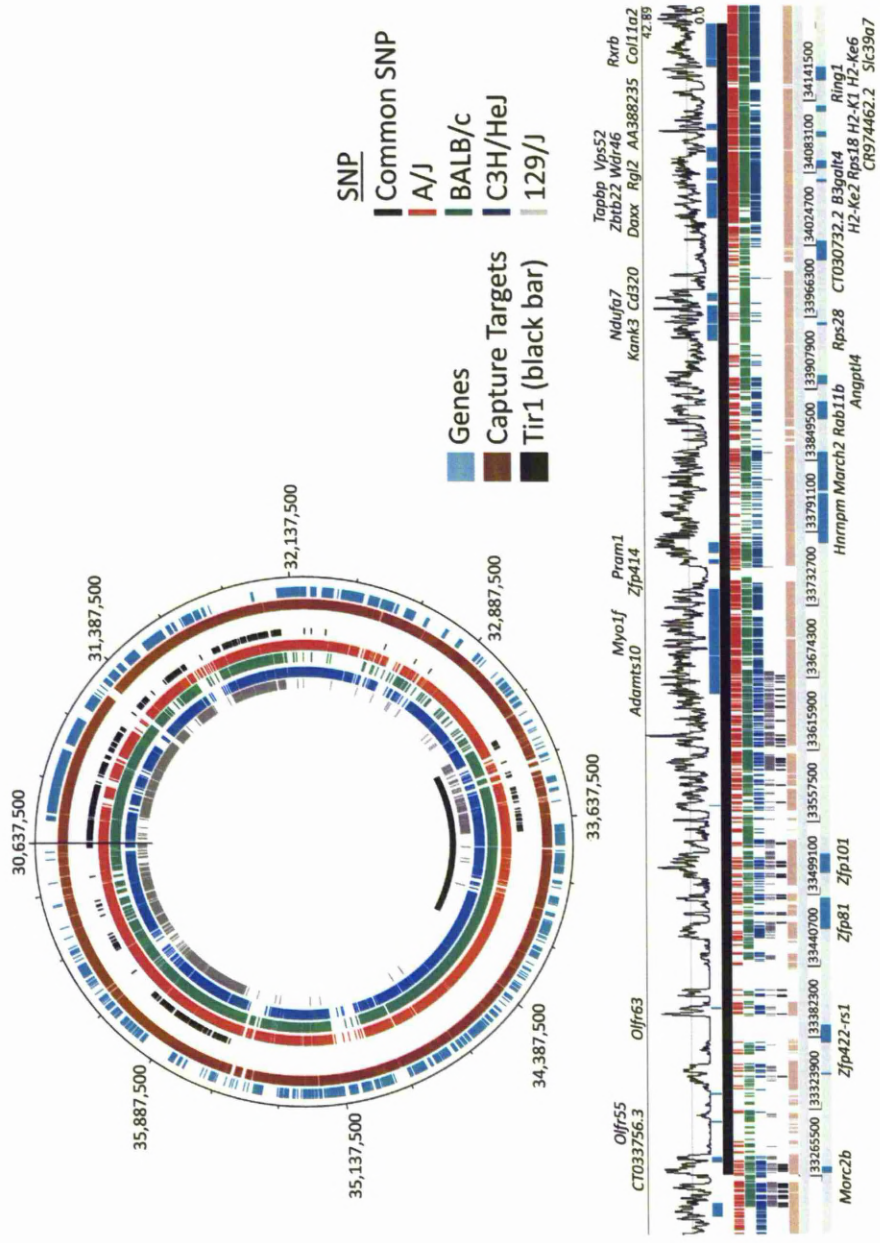 30,637,500
31,387,500
32,137,500
32,887,500
33,637,500
34,387,500
35,137,500
35,887,500
Genes
Capture Targets
Tir1 (black bar)
SNP
Common SNP
A/J
BALB/c
C3H/HeJ
129/J
Olfr55
CT033756.3
Olfr63
Myo1f
Adamts10
Pram1
Zfp414
Ndufa7
Kank3 Cd320
Tapbp Vps52
Zbtb22 Wdr46
Daxx Rgl2 AA388235
Rxrb
Col11a2
42.89
0.0
|33265500 |33323900 |33382300 |33440700 |33499100 |33557500 |33615900 |33674300 |33732700 |33791100 |33849500 |33907900 |33966300 |34024700 |34083100 |34141500
Morc2b
Zfp422-rs1
Zfp81
Zfp101
Hnrnpm March2 Rab11b
Angptl4
Rps28
CT030732.2 B3galt4
H2-Ke2 Rps18 H2-K1 H2-Ke6
Ring1
CR974462.2 Slc39a7